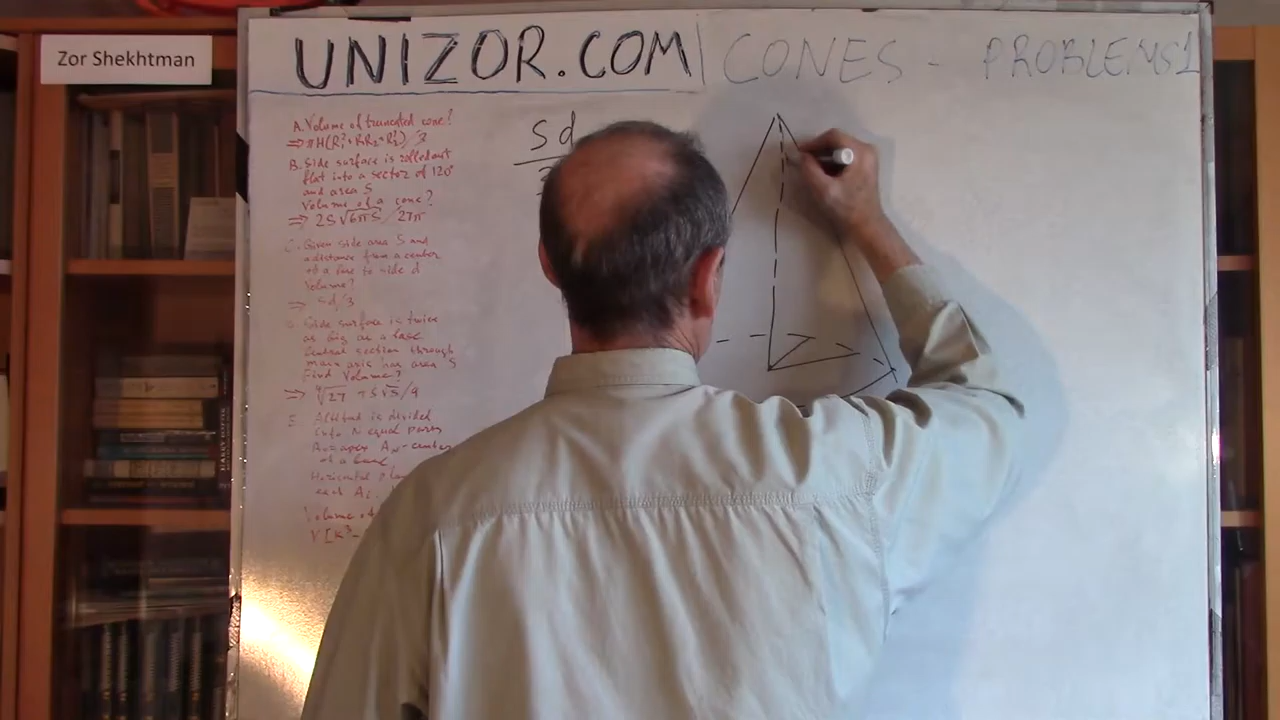 Zor Shekhtman
UNIZOR.COM | CONES - PROBLEMS 1
A. Volume of truncated cone?
⇒ πH(R₁²+R₁R₂+R₂²)/3
B. Side surface is rolled out
flat into a sector of 120°
and area S
Volume of a cone?
⇒ 2S√6πS/27π
C. Given side area S and
a distance from a center
to a line to side d
Volume?
⇒ Sd/3
Side surface is twice
as big as a base
Central section through
main axis has area S
Find Volume?
⇒ ∜27 πS√S/9
E. Altitude is divided
into N equal parts
A₀=apex Aₙ-center
of a base
Horizontal
each
Volume of
V[K³-
Sd